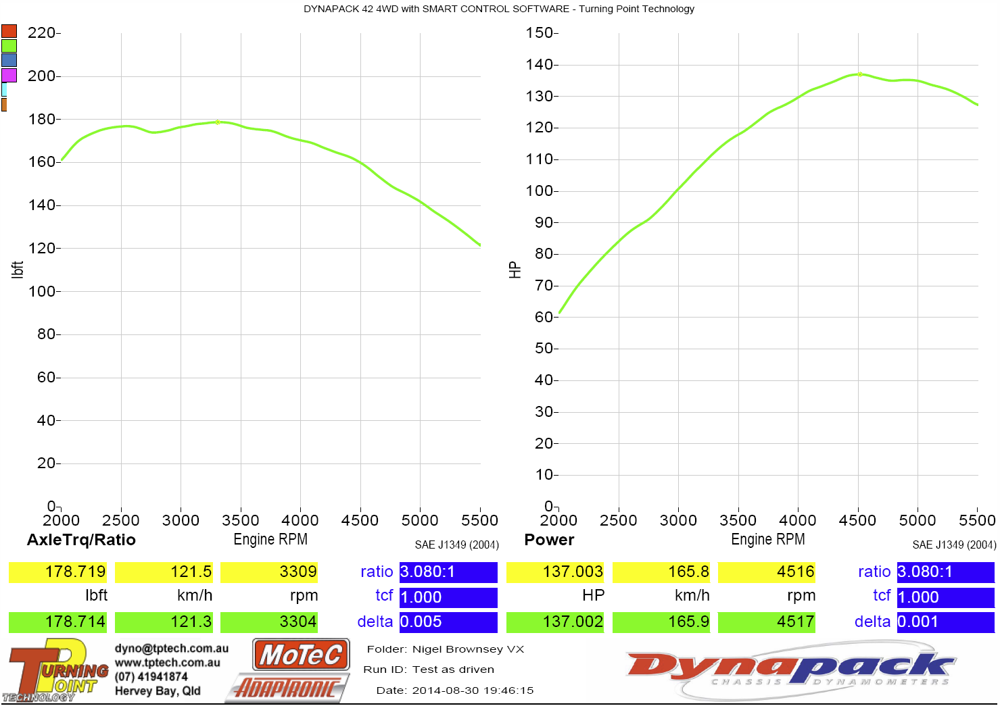 DYNAPACK 42 4WD with SMART CONTROL SOFTWARE - Turning Point Technology
220
200
180
160
140
120
100
80
60
40
20
0
lbft
2000 2500 3000 3500 4000 4500 5000 5500
AxleTrq/Ratio Engine RPM SAE J1349 (2004)
150
140
130
120
110
100
90
80
70
60
50
40
30
20
10
0
HP
2000 2500 3000 3500 4000 4500 5000 5500
Power Engine RPM SAE J1349 (2004)
178.719 121.5 3309 ratio 3.080:1
lbft km/h rpm tcf 1.000
178.714 121.3 3304 delta 0.005
137.003 165.8 4516 ratio 3.080:1
HP km/h rpm tcf 1.000
137.002 165.9 4517 delta 0.001
TURNING
POINT
TECHNOLOGY
dyno@tptech.com.au
www.tptech.com.au
(07) 41941874
Hervey Bay, Qld
MoTeC
ADAPTRONIC
Folder: Nigel Brownsey VX
Run ID: Test as driven
Date: 2014-08-30 19:46:15
Dynapack
CHASSIS DYNAMOMETERS